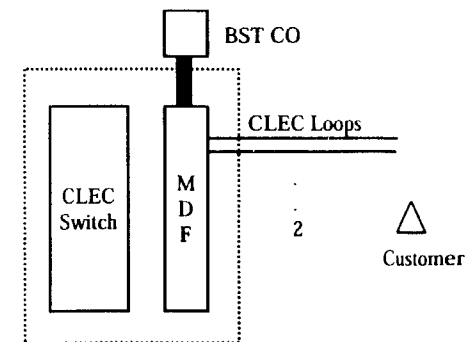 BST CO
CLEC Loops
CLEC
Switch
M
D
F
2
Customer